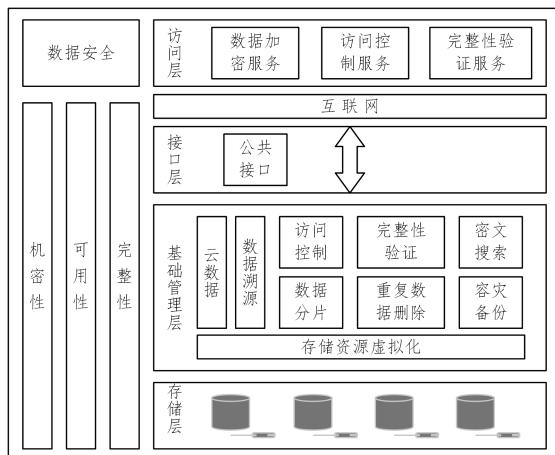 数据安全
机密性
可用性
完整性
访问层
数据加
密服务
访问控
制服务
完整性验
证服务
互联网
接口层
公共
接口
基础管理层
云数据
数据溯源
访问
控制
完整性
验证
密文
搜索
数据
分片
重复数
据删除
容灾
备份
存储资源虚拟化
存储层